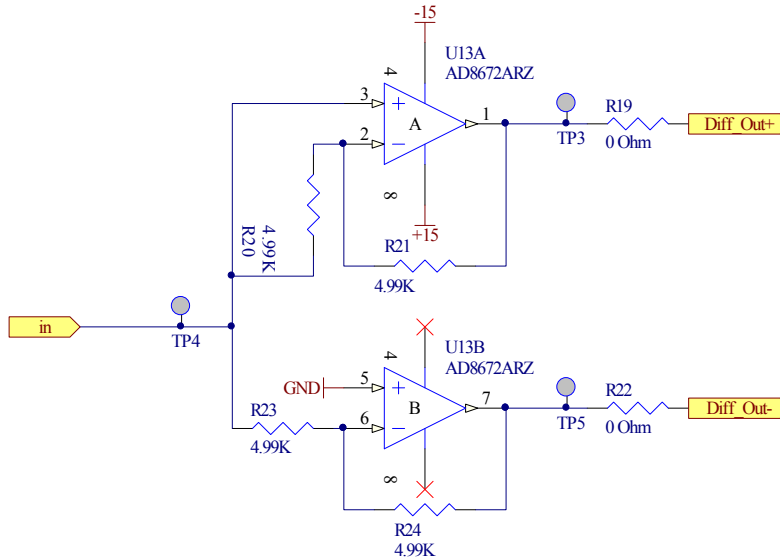 -15
U13A
AD8672ARZ
4
3
+
A
1
2
−
8
+15
TP3
R19
0 Ohm
Diff_Out+
4.99K
R20
R21
4.99K
in
TP4
U13B
AD8672ARZ
4
GND
5
+
B
7
6
−
8
R23
4.99K
TP5
R22
0 Ohm
Diff_Out-
R24
4.99K